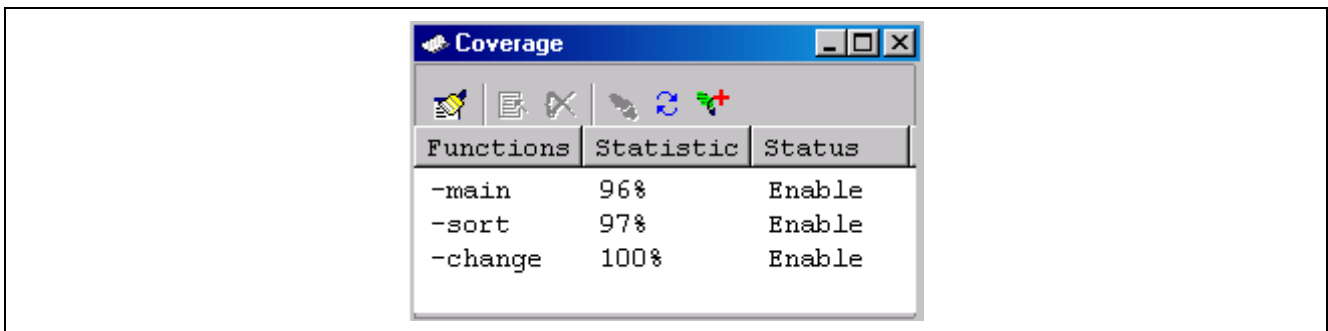 Coverage
Functions Statistic Status
-main 96% Enable
-sort 97% Enable
-change 100% Enable